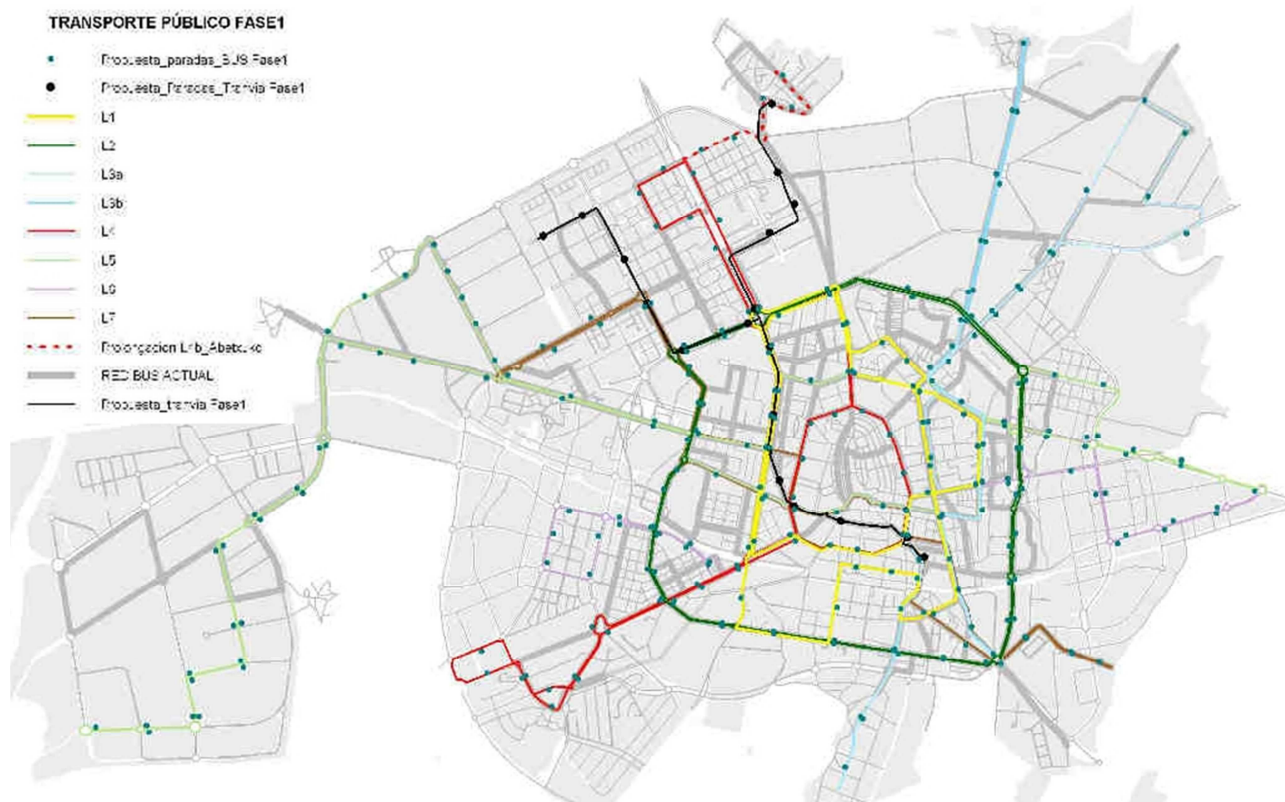 TRANSPORTE PÚBLICO FASE1
Propuesta_paradas_BUS Fase1
Propuesta_Paradas_Tranvia Fase1
L1
L2
L3a
L3b
L4
L5
L6
L7
Prolongacion
RED BUS ACTUAL
Propuesta_tranvia Fase1